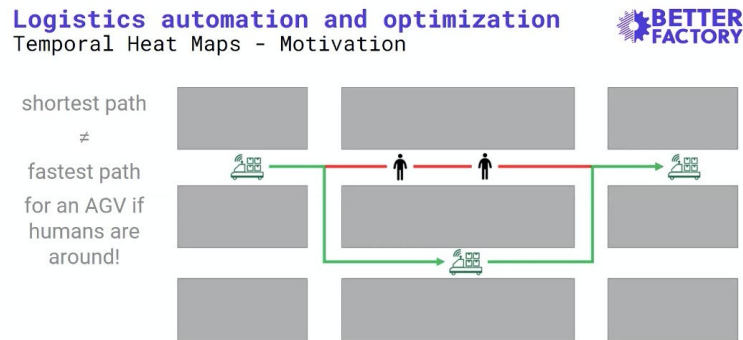 Logistics automation and optimization
Temporal Heat Maps - Motivation
BETTER
FACTORY
shortest path
≠
fastest path
for an AGV if
humans are
around!